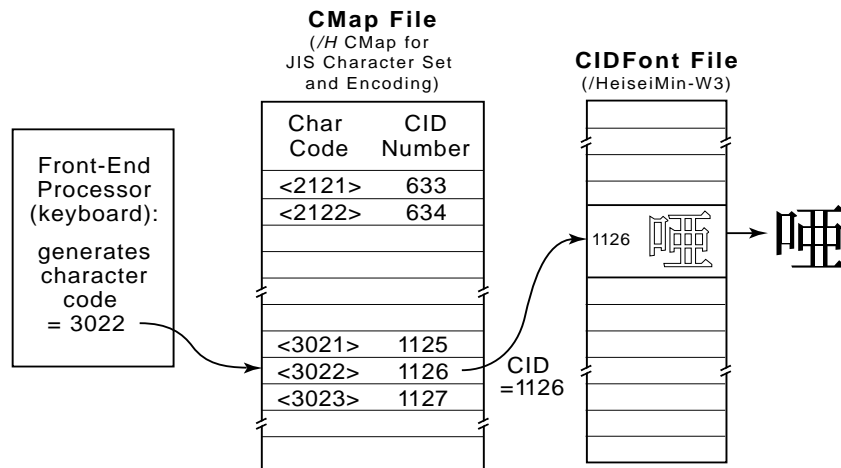 CMap File
(/H CMap for
JIS Character Set
and Encoding)
CIDFont File
(/HeiseiMin-W3)
Front-End
Processor
(keyboard):
generates
character
code
= 3022
Char CID
Code Number
<2121> 633
<2122> 634
<3021> 1125
<3022> 1126
<3023> 1127
CID
=1126
1126 唖
唖